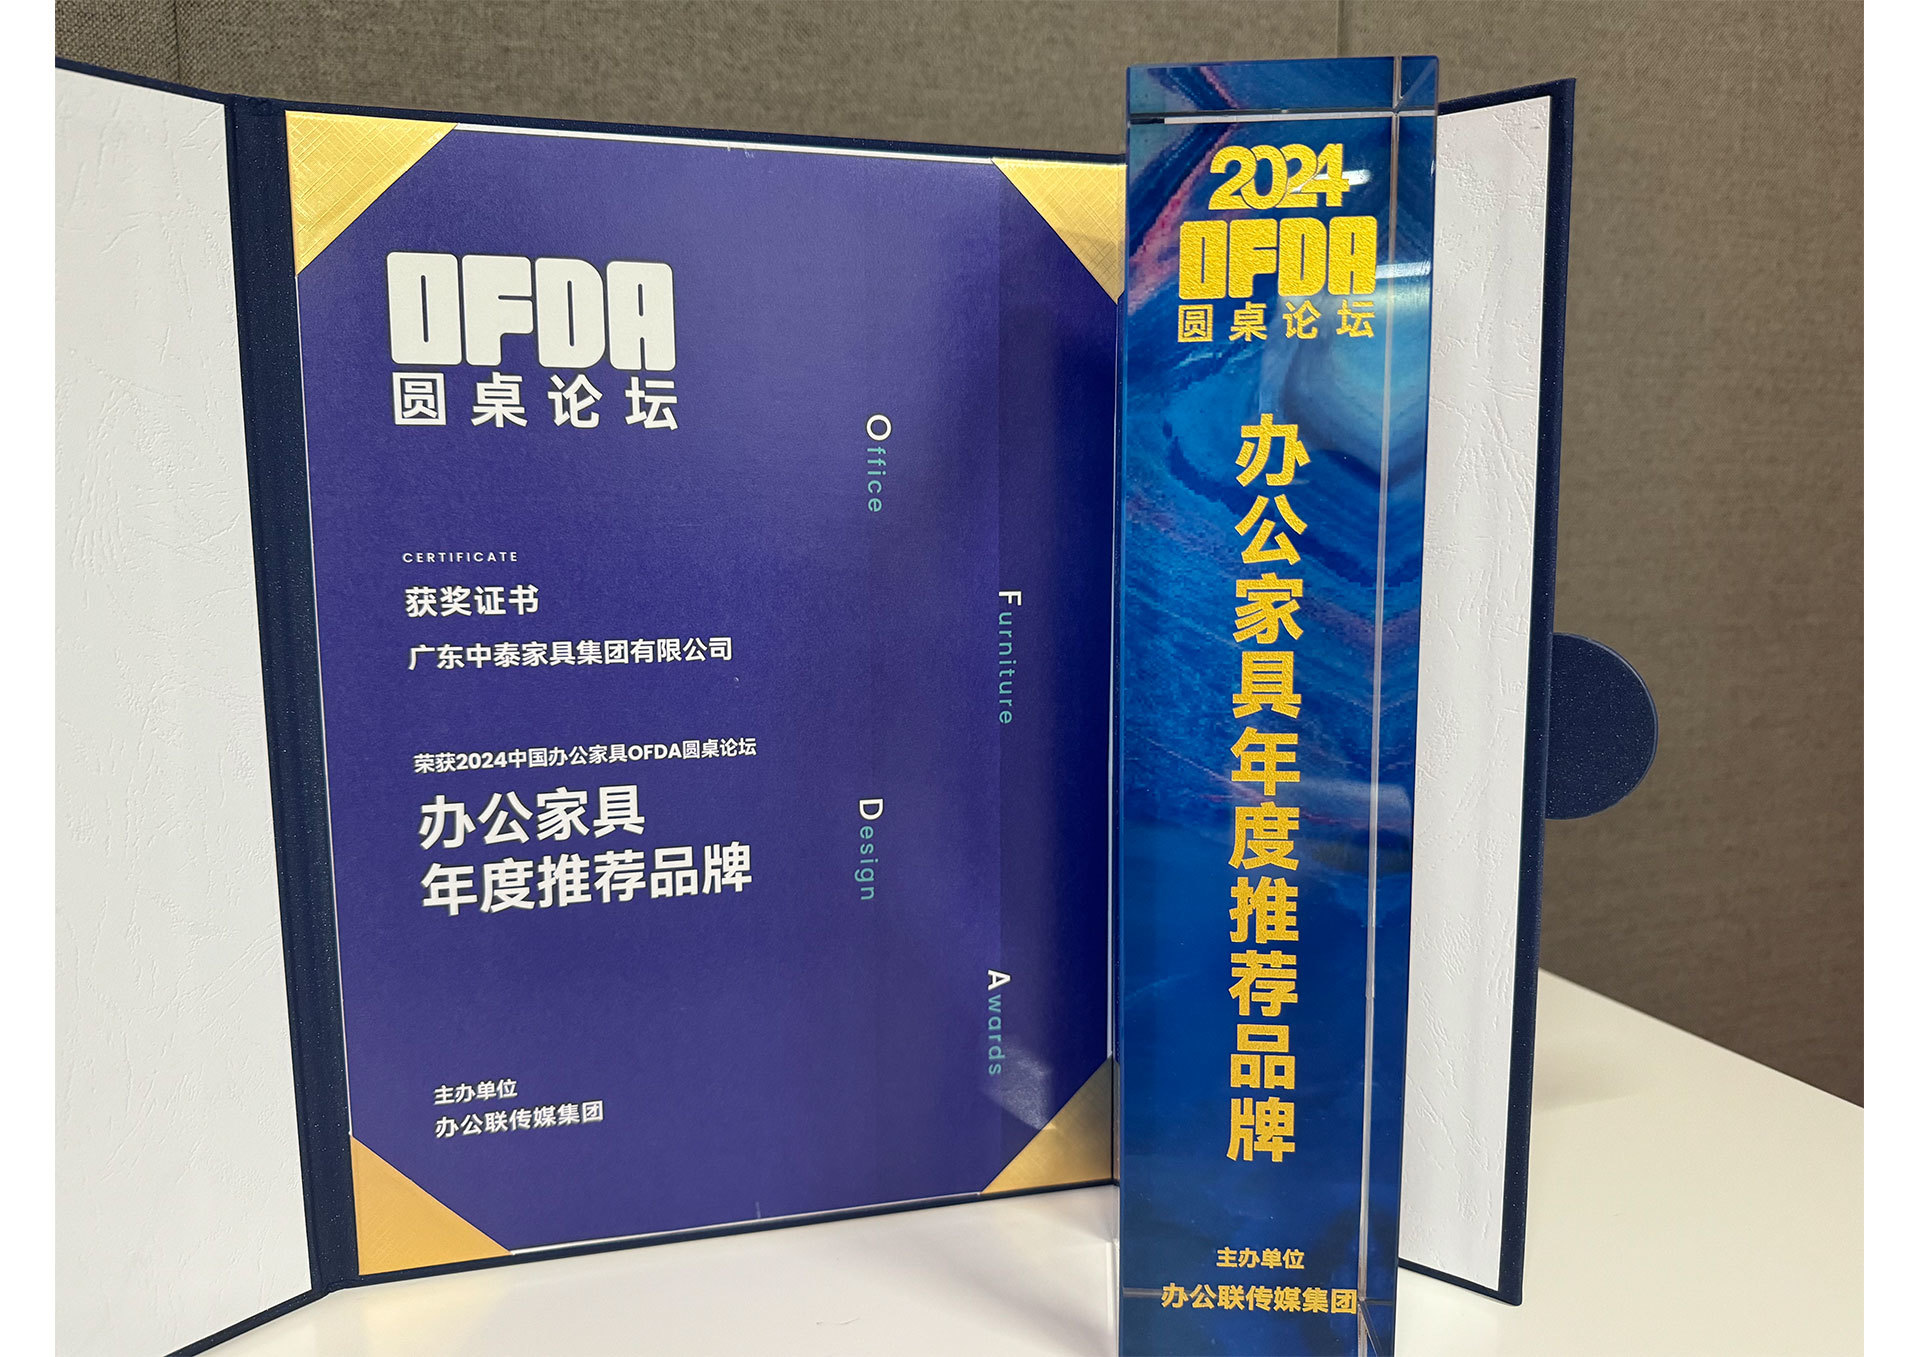 OFDA
圆桌论坛
CERTIFICATE
获奖证书
广东中泰家具集团有限公司
荣获2024中国办公家具OFDA圆桌论坛
办公家具
年度推荐品牌
主办单位
办公联传媒集团
Office
Furniture
Design
Awards
2024
OFDA
圆桌论坛
办公家具年度推荐品牌
主办单位
办公联传媒集团